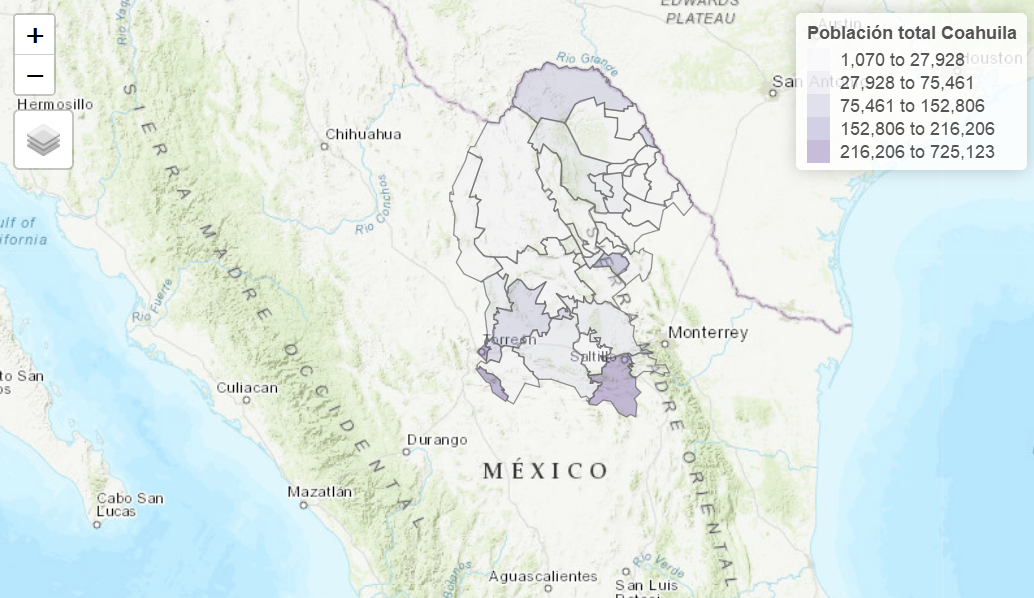 +
−
EDWARDS
PLATEAU
Austin
Población total Coahuila
1,070 to 27,928
27,928 to 75,461
75,461 to 152,806
152,806 to 216,206
216,206 to 725,123
Houston
San Anto
Rio Yaq
Hermosillo
Chihuahua
Rio Grande
Rio Conchos
SIERRA MADRE OCCIDENTAL
ulf of
ifornia
Rio Fuerte
Torreón
Saltillo
Monterrey
SIERRA MADRE ORIENTAL
to San
os
Culiacan
Durango
MÉXICO
Mazatlán
Cabo San
Lucas
Aguascalientes
Bolaños
Rio Verde
San Luis
Potosi